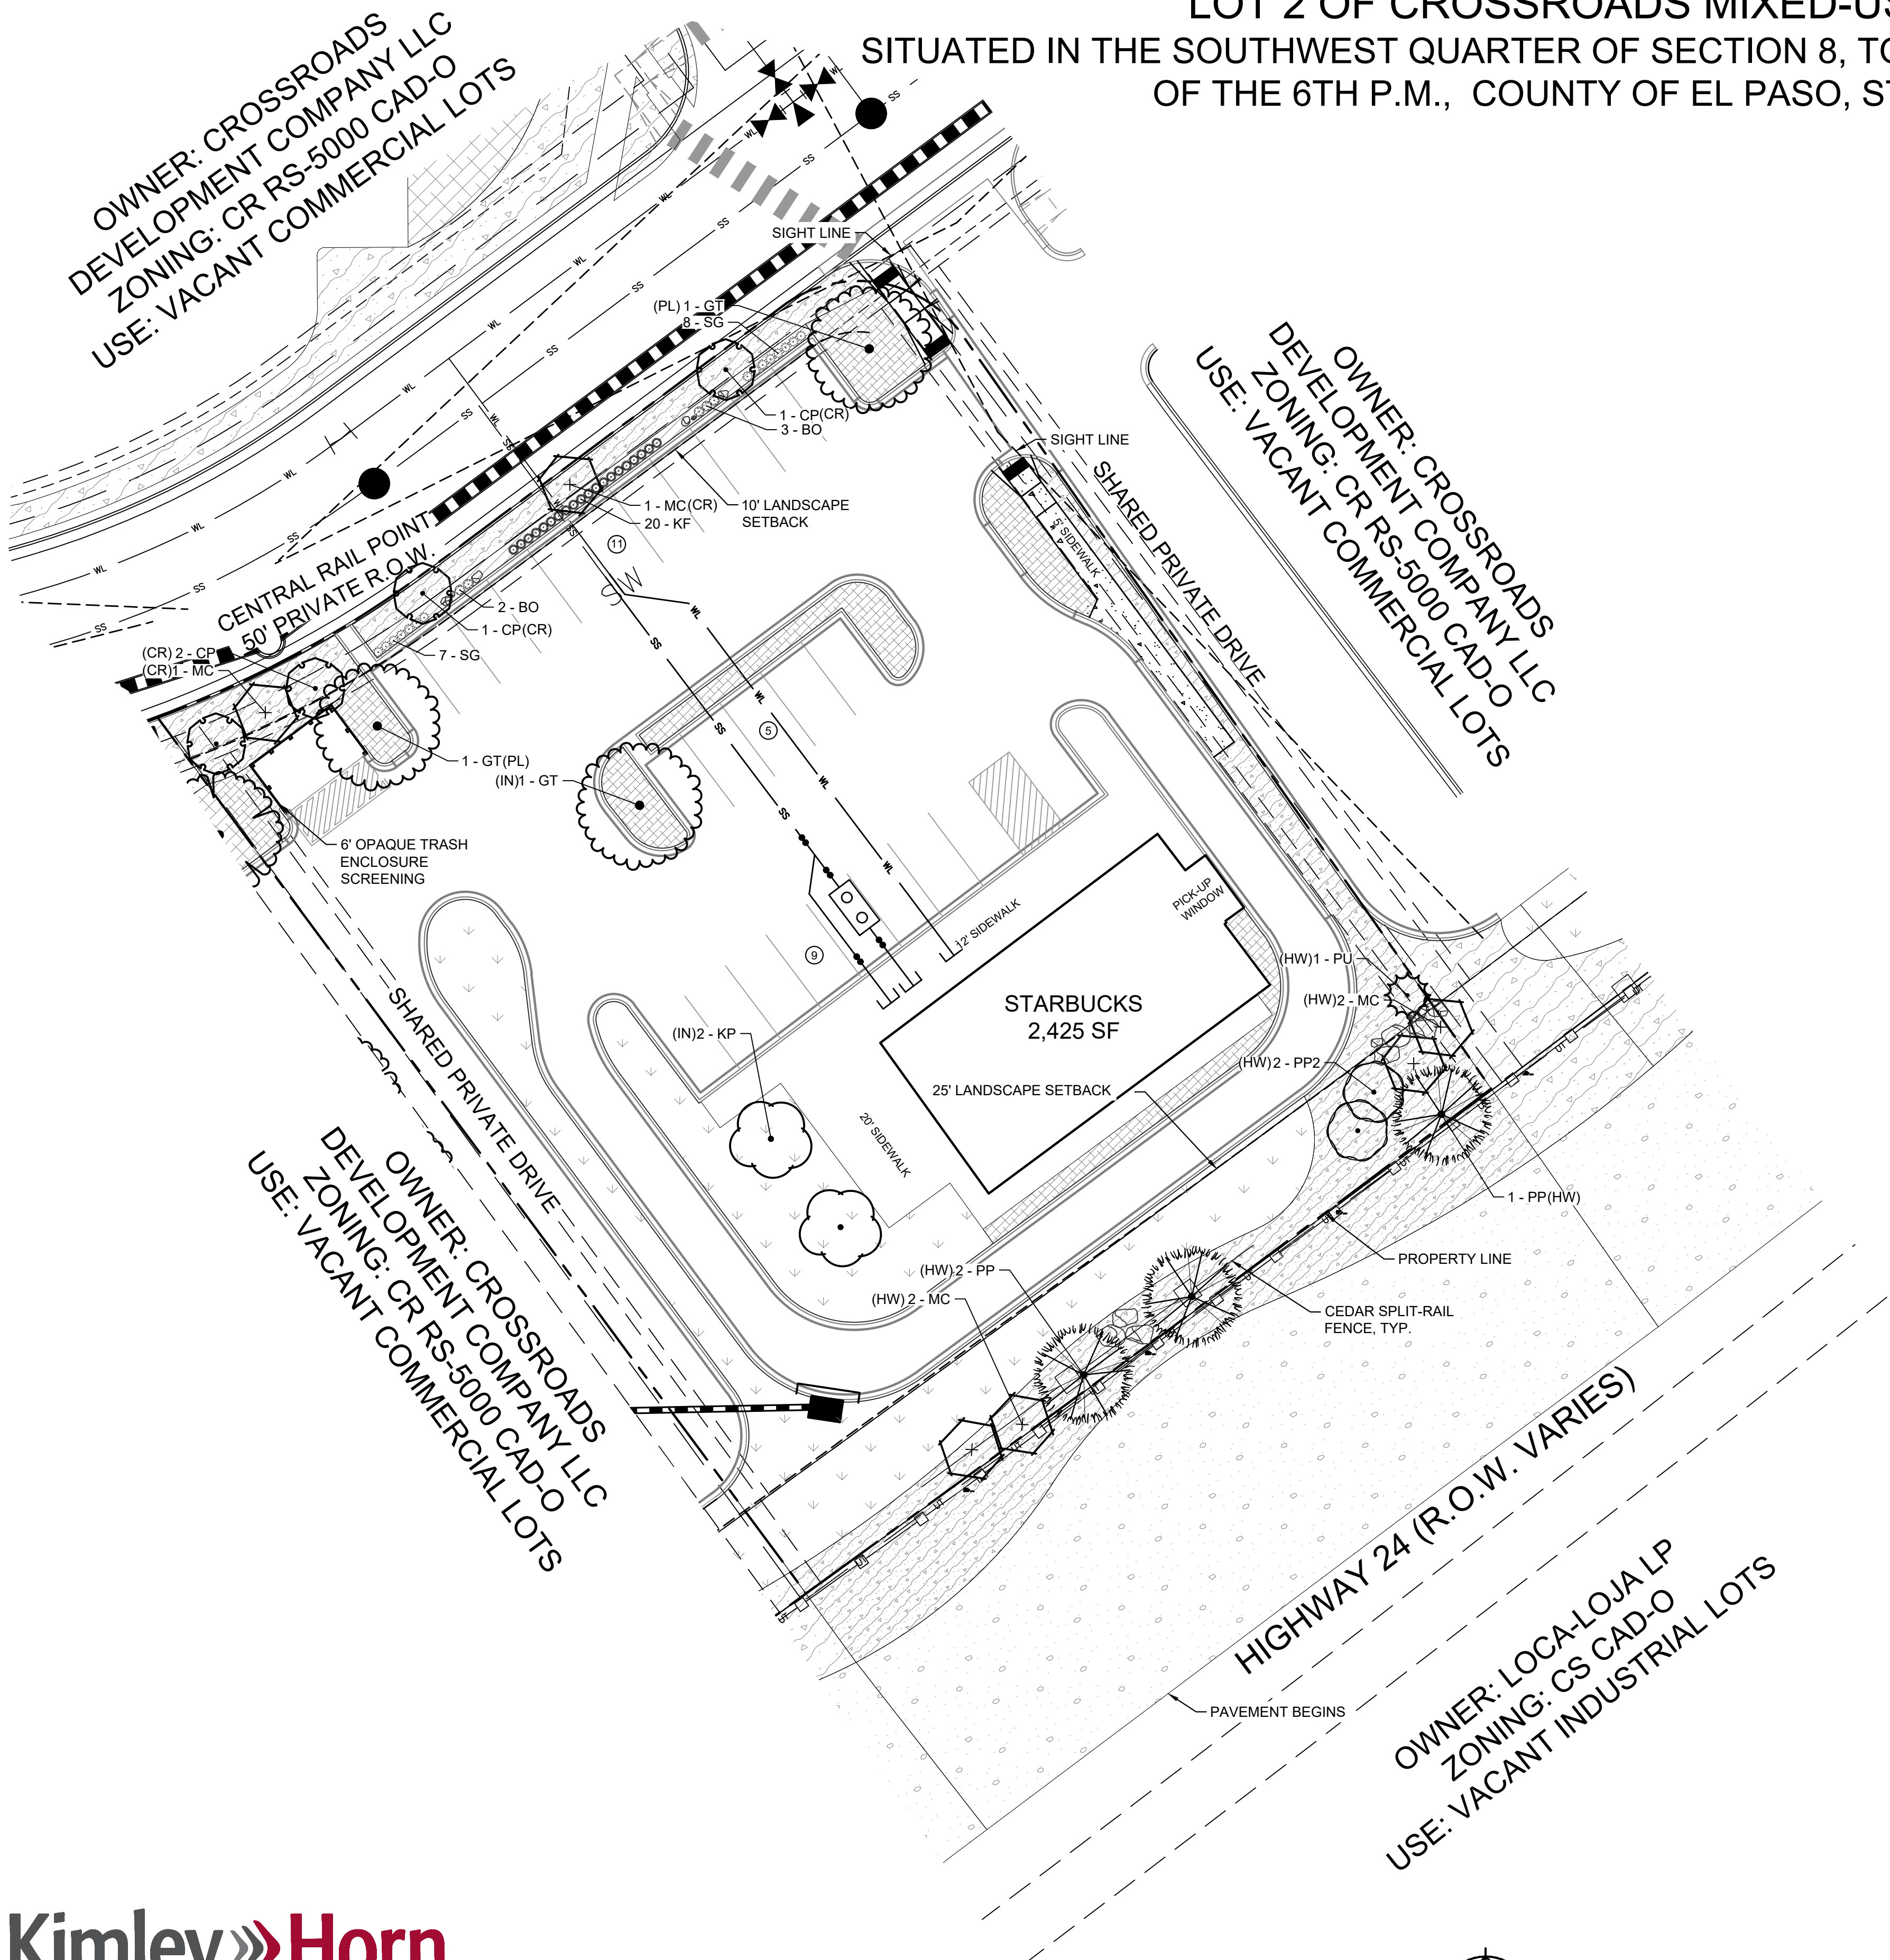 LOT 2 OF CROSSROADS MIXED-US
SITUATED IN THE SOUTHWEST QUARTER OF SECTION 8, TO
OF THE 6TH P.M., COUNTY OF EL PASO, ST
OWNER: CROSSROADS
DEVELOPMENT COMPANY LLC
ZONING: CR RS-5000 CAD-O
USE: VACANT COMMERCIAL LOTS
SIGHT LINE
(PL) 1 - GT
8 - SG
1 - CP(CR)
3 - BO
SIGHT LINE
1 - MC(CR)
20 - KF
10' LANDSCAPE
SETBACK
11
5' SIDEWALK
SHARED PRIVATE DRIVE
OWNER: CROSSROADS
DEVELOPMENT COMPANY LLC
ZONING: CR RS-5000 CAD-O
USE: VACANT COMMERCIAL LOTS
CENTRAL RAIL POINT
50' PRIVATE R.O.W.
2 - BO
1 - CP(CR)
7 - SG
(CR) 2 - CP
(CR)1 - MC
SW
5
1 - GT(PL)
(IN)1 - GT
6' OPAQUE TRASH
ENCLOSURE
SCREENING
PICK-UP
WINDOW
12' SIDEWALK
9
(HW)1 - PU
(HW)2 - MC
STARBUCKS
2,425 SF
(IN)2 - KP
(HW)2 - PP2
25' LANDSCAPE SETBACK
20' SIDEWALK
SHARED PRIVATE DRIVE
1 - PP(HW)
OWNER: CROSSROADS
DEVELOPMENT COMPANY LLC
ZONING: CR RS-5000 CAD-O
USE: VACANT COMMERCIAL LOTS
PROPERTY LINE
(HW)2 - PP
(HW) 2 - MC
CEDAR SPLIT-RAIL
FENCE, TYP.
HIGHWAY 24 (R.O.W. VARIES)
PAVEMENT BEGINS
OWNER: LOCA-LOJA LP
ZONING: CS CAD-O
USE: VACANT INDUSTRIAL LOTS
Kimley»Horn